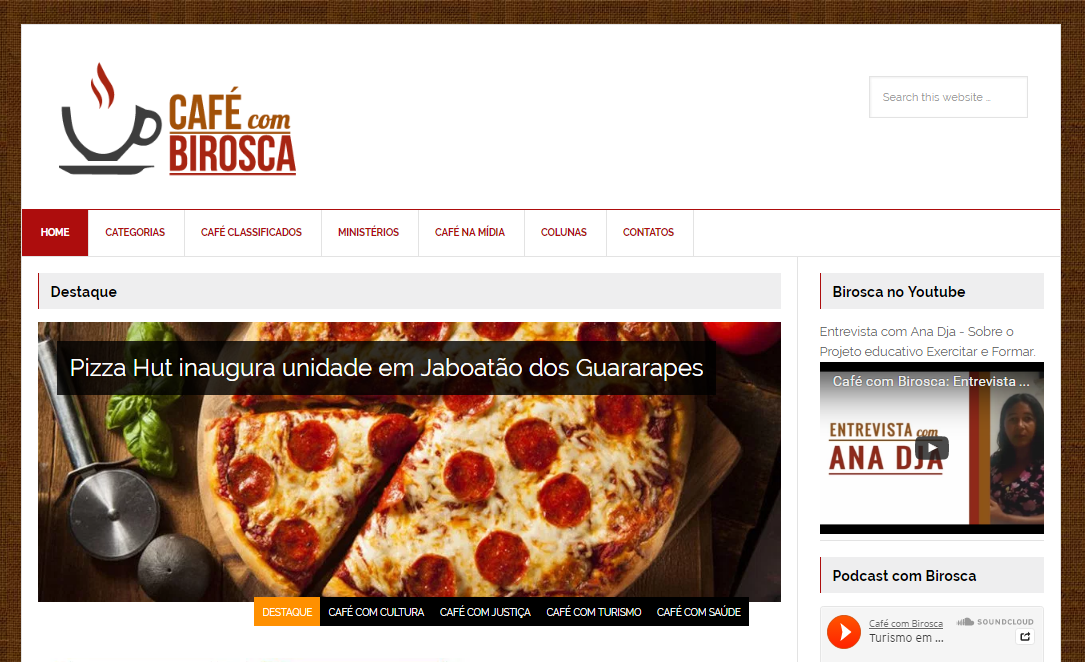 CAFÉ com
BIROSCA
Search this website …
HOME
CATEGORIAS
CAFÉ CLASSIFICADOS
MINISTÉRIOS
CAFÉ NA MÍDIA
COLUNAS
CONTATOS
Destaque
Pizza Hut inaugura unidade em Jaboatão dos Guararapes
DESTAQUE
CAFÉ COM CULTURA
CAFÉ COM JUSTIÇA
CAFÉ COM TURISMO
CAFÉ COM SAÚDE
Birosca no Youtube
Entrevista com Ana Dja - Sobre o
Projeto educativo Exercitar e Formar.
Café com Birosca: Entrevista ...
ENTREVISTA com
ANA DJA
Podcast com Birosca
Café com Birosca
SOUNDCLOUD
Turismo em ...